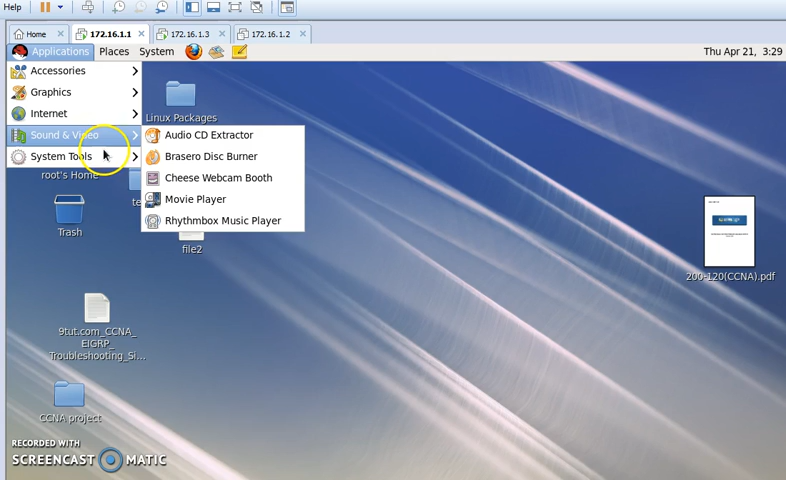 Help
Home 172.16.1.1 172.16.1.3 172.16.1.2
Applications Places System Thu Apr 21, 3:29
Accessories
Graphics
Internet
Sound & Video
System Tools
Audio CD Extractor
Brasero Disc Burner
Cheese Webcam Booth
Movie Player
Rhythmbox Music Player
Linux Packages
root's Home
te
Trash
file2
200-120(CCNA).pdf
9tut.com_CCNA_
EIGRP_
Troubleshooting_Si...
CCNA project
RECORDED WITH
SCREENCAST MATIC